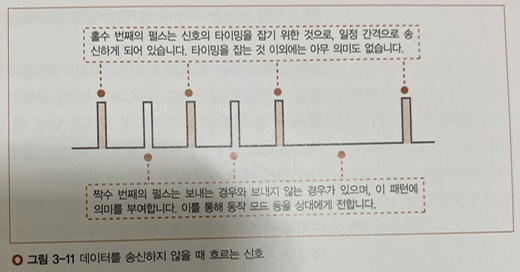 홀수 번째의 펄스는 신호의 타이밍을 잡기 위한 것으로, 일정 간격으로 송
신하게 되어 있습니다. 타이밍을 잡는 것 이외에는 아무 의미도 없습니다.
짝수 번째의 펄스는 보내는 경우와 보내지 않는 경우가 있으며, 이 패턴에
의미를 부여합니다. 이를 통해 동작 모드 등을 상대에게 전합니다.
그림 3-11 데이터를 송신하지 않을 때 흐르는 신호